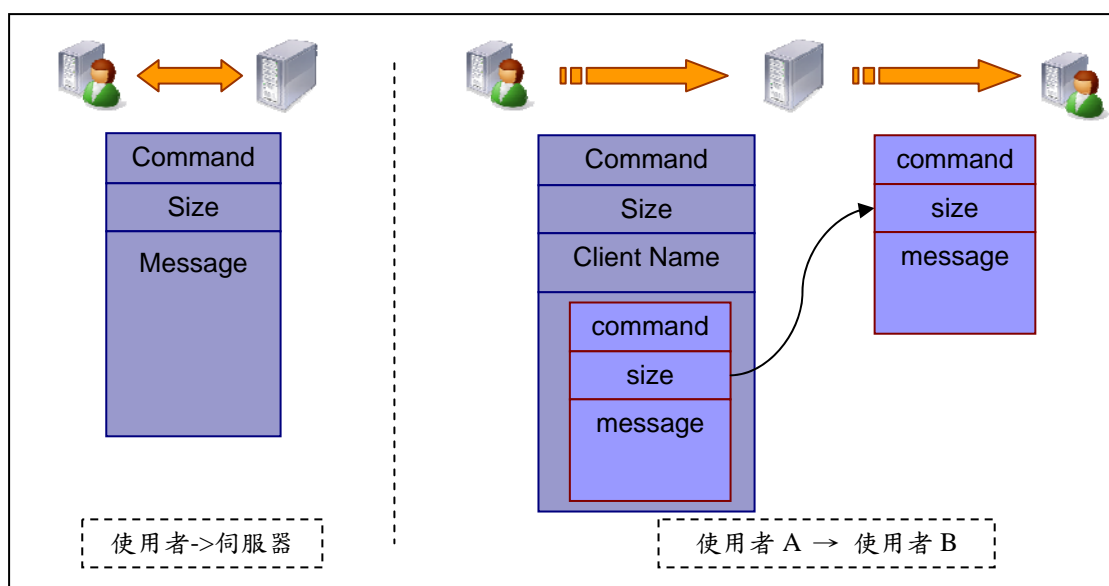 Command
Size
Message
使用者->伺服器
Command
Size
Client Name
command
size
message
command
size
message
使用者 A → 使用者 B